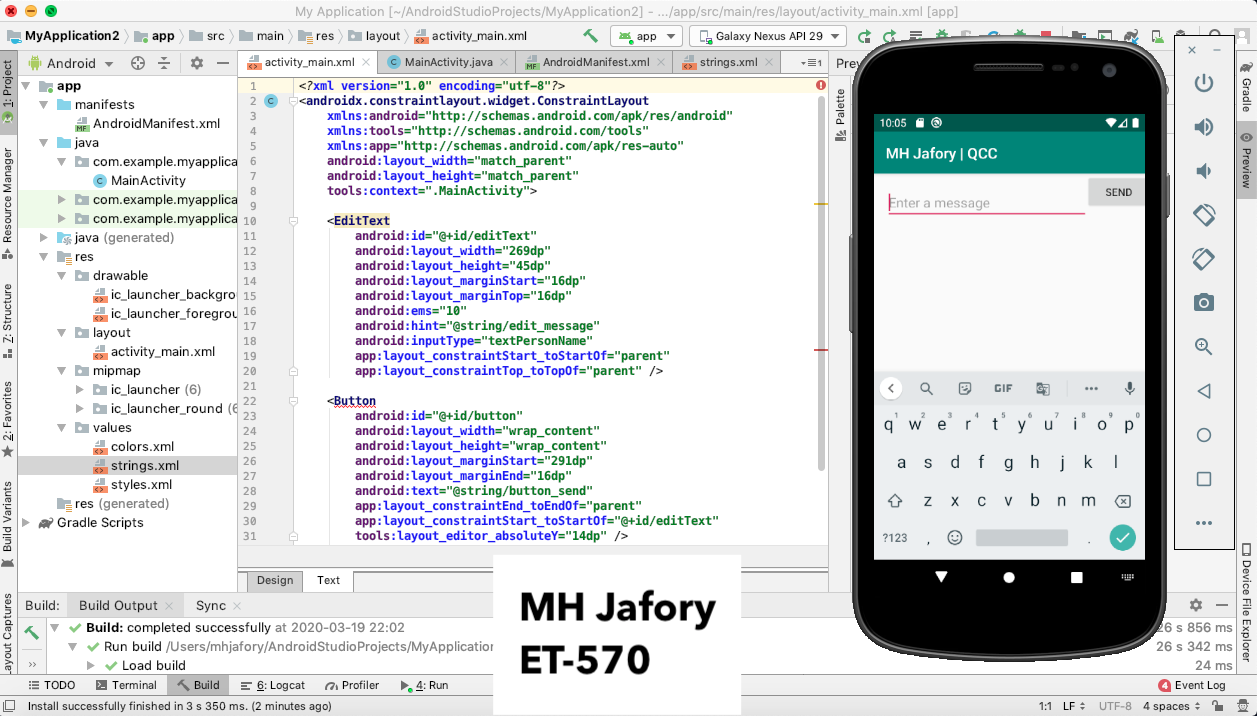 My Application [~/AndroidStudioProjects/MyApplication2] - .../app/src/main/res/layout/activity_main.xml [app]
MyApplication2 app src main res layout activity_main.xml app Galaxy Nexus API 29
1: Project
Resource Manager
Z: Structure
2: Favorites
Build Variants
Layout Captures
Android
app
manifests
AndroidManifest.xml
java
com.example.myapplica
MainActivity
com.example.myapplica
com.example.myapplica
java (generated)
res
drawable
ic_launcher_backgro
ic_launcher_foregrou
layout
activity_main.xml
mipmap
ic_launcher (6)
ic_launcher_round (6
values
colors.xml
strings.xml
styles.xml
res (generated)
Gradle Scripts
activity_main.xml MainActivity.java AndroidManifest.xml strings.xml
1 <?xml version="1.0" encoding="utf-8"?>
2 <androidx.constraintlayout.widget.ConstraintLayout
3 xmlns:android="http://schemas.android.com/apk/res/android"
4 xmlns:tools="http://schemas.android.com/tools"
5 xmlns:app="http://schemas.android.com/apk/res-auto"
6 android:layout_width="match_parent"
7 android:layout_height="match_parent"
8 tools:context=".MainActivity">
9
10 <EditText
11 android:id="@+id/editText"
12 android:layout_width="269dp"
13 android:layout_height="45dp"
14 android:layout_marginStart="16dp"
15 android:layout_marginTop="16dp"
16 android:ems="10"
17 android:hint="@string/edit_message"
18 android:inputType="textPersonName"
19 app:layout_constraintStart_toStartOf="parent"
20 app:layout_constraintTop_toTopOf="parent" />
21
22 <Button
23 android:id="@+id/button"
24 android:layout_width="wrap_content"
25 android:layout_height="wrap_content"
26 android:layout_marginStart="291dp"
27 android:layout_marginEnd="16dp"
28 android:text="@string/button_send"
29 app:layout_constraintEnd_toEndOf="parent"
30 app:layout_constraintStart_toStartOf="@+id/editText"
31 tools:layout_editor_absoluteY="14dp" />
Design Text
Prev
Palette
10:05
MH Jafory | QCC
Enter a message
SEND
GIF
q1 w2 e3 r4 t5 y6 u7 i8 o9 p0
a s d f g h j k l
z x c v b n m
?123 , .
Gradle
Preview
Device File Explorer
MH Jafory
ET-570
Build: Build Output Sync
Build: completed successfully at 2020-03-19 22:02
26 s 856 ms
Run build /Users/mhjafory/AndroidStudioProjects/MyApplication
26 s 342 ms
Load build
24 ms
TODO Terminal Build 6: Logcat Profiler 4: Run 4 Event Log
Install successfully finished in 3 s 350 ms. (2 minutes ago) 1:1 LF UTF-8 4 spaces